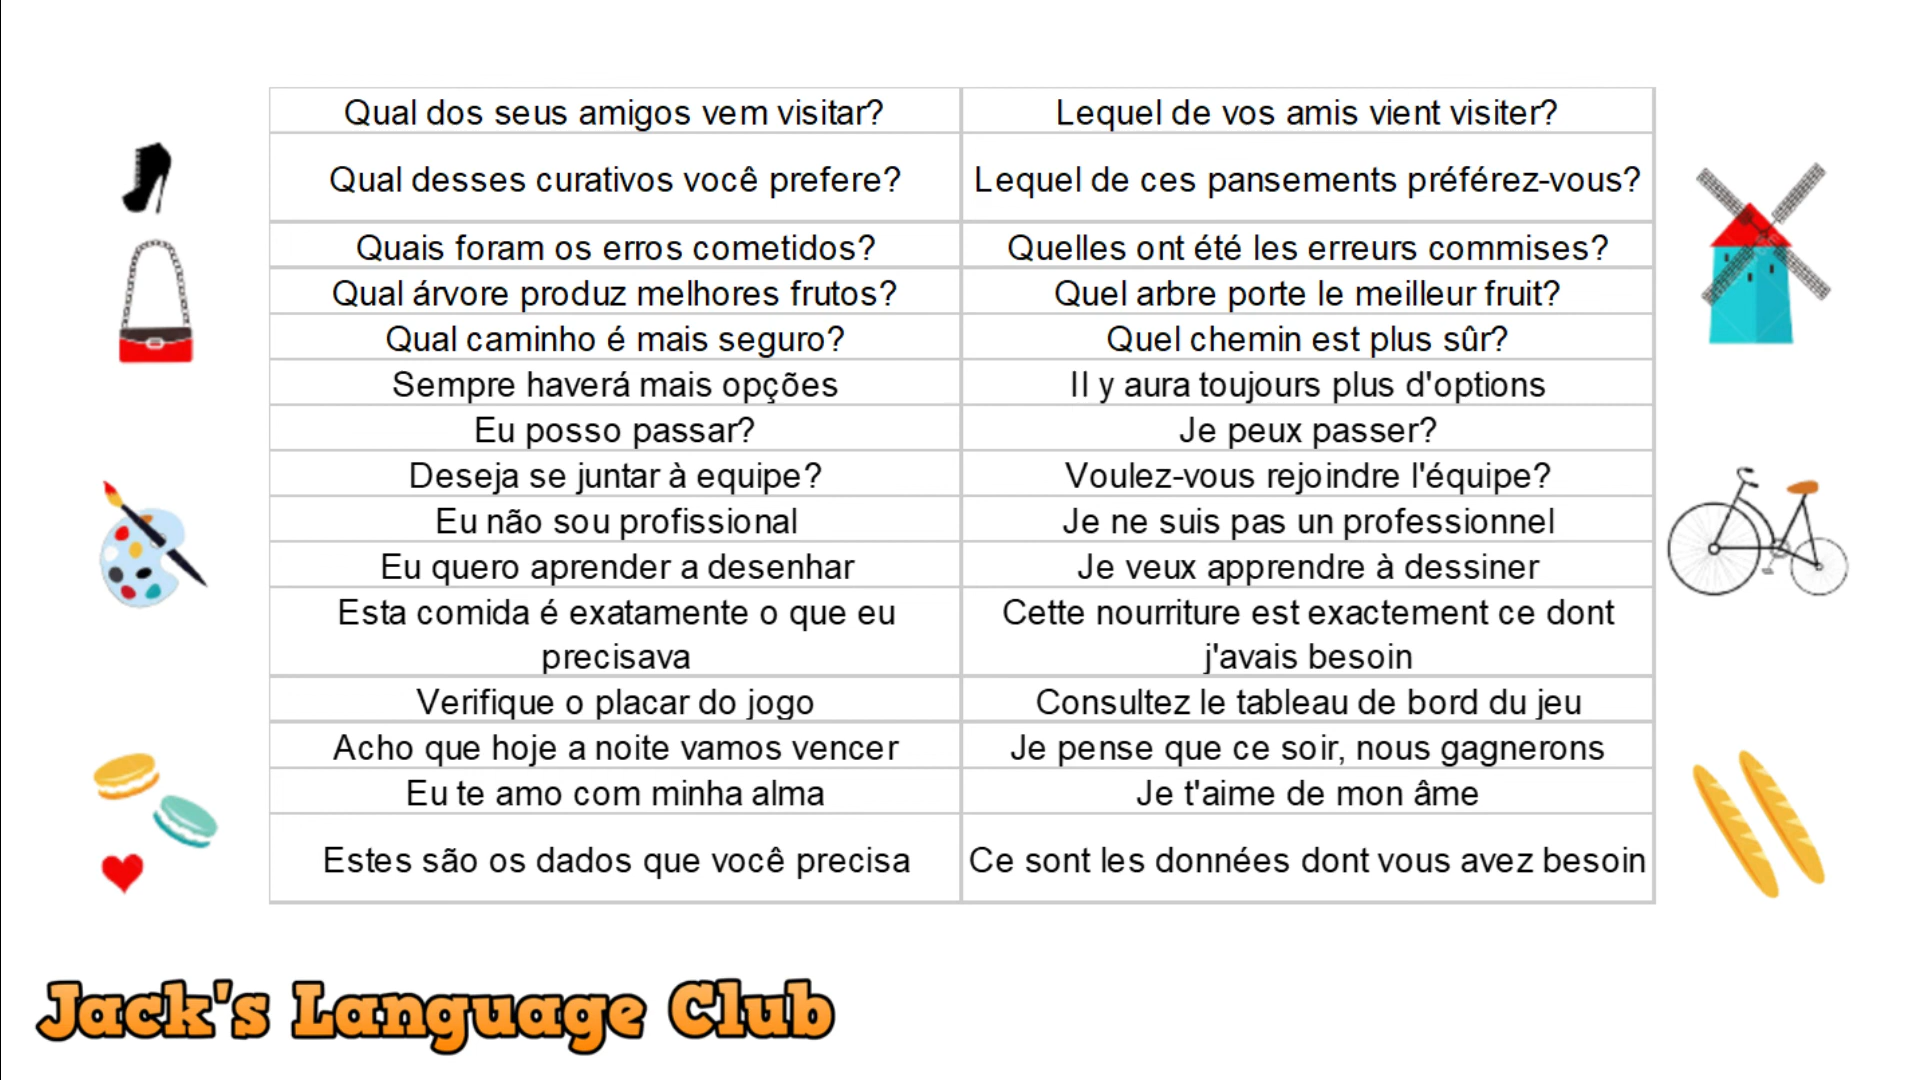 Qual dos seus amigos vem visitar?
Lequel de vos amis vient visiter?
Qual desses curativos você prefere?
Lequel de ces pansements préférez-vous?
Quais foram os erros cometidos?
Quelles ont été les erreurs commises?
Qual árvore produz melhores frutos?
Quel arbre porte le meilleur fruit?
Qual caminho é mais seguro?
Quel chemin est plus sûr?
Sempre haverá mais opções
Il y aura toujours plus d'options
Eu posso passar?
Je peux passer?
Deseja se juntar à equipe?
Voulez-vous rejoindre l'équipe?
Eu não sou profissional
Je ne suis pas un professionnel
Eu quero aprender a desenhar
Je veux apprendre à dessiner
Esta comida é exatamente o que eu
precisava
Cette nourriture est exactement ce dont
j'avais besoin
Verifique o placar do jogo
Consultez le tableau de bord du jeu
Acho que hoje a noite vamos vencer
Je pense que ce soir, nous gagnerons
Eu te amo com minha alma
Je t'aime de mon âme
Estes são os dados que você precisa
Ce sont les données dont vous avez besoin
Jack's Language Club